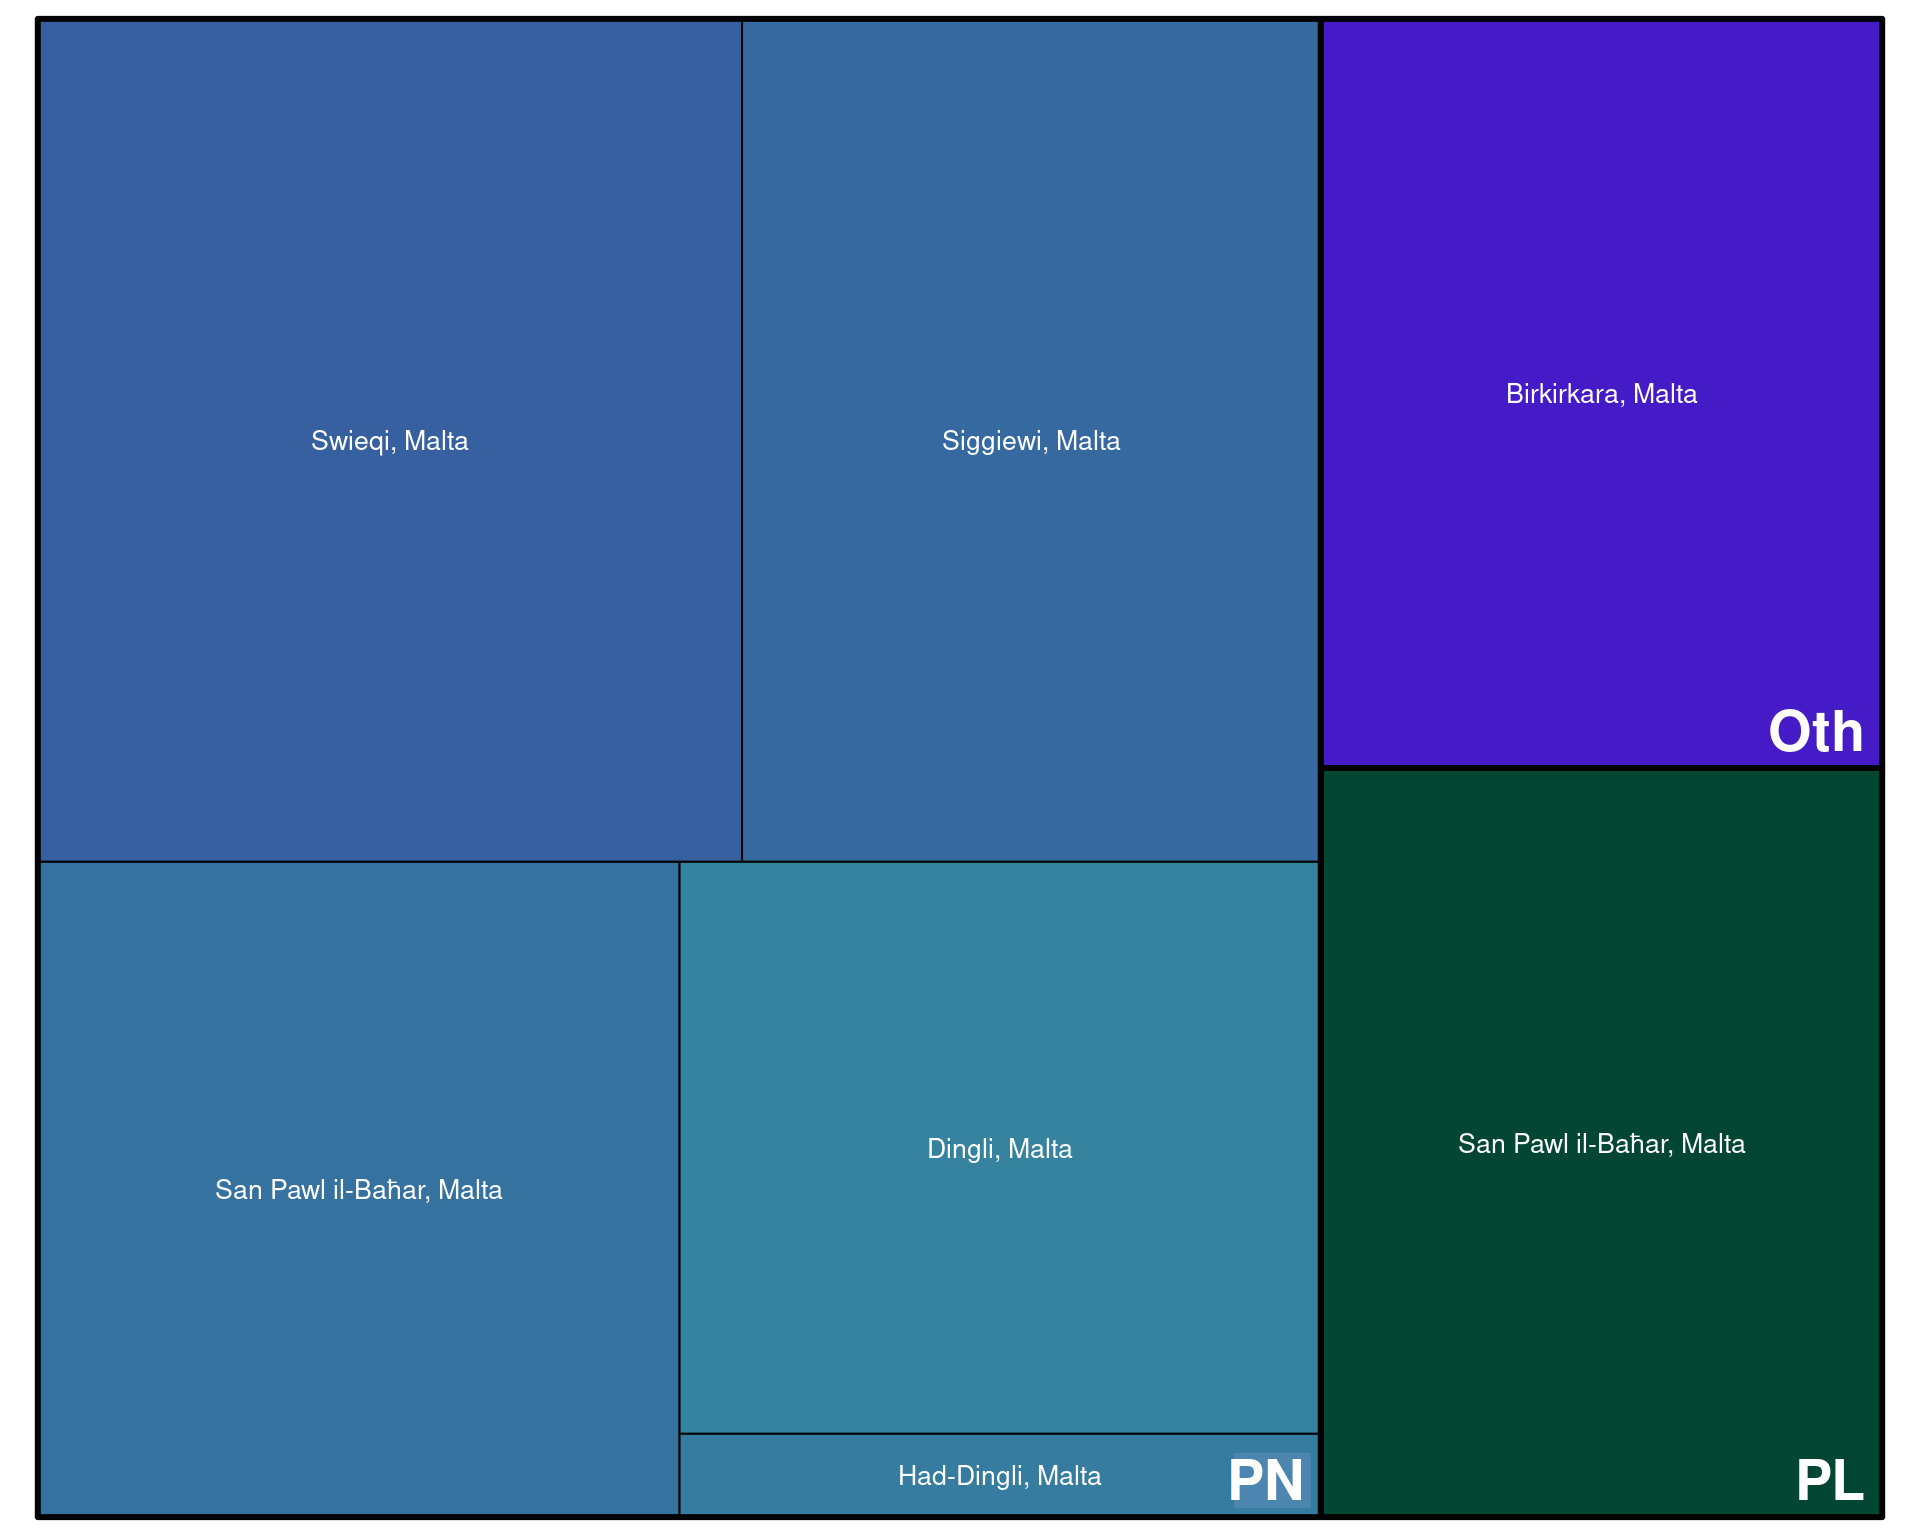 Swieqi, Malta
Siggiewi, Malta
Birkirkara, Malta
Oth
San Pawl il-Baħar, Malta
Dingli, Malta
Had-Dingli, Malta
PN
San Pawl il-Baħar, Malta
PL